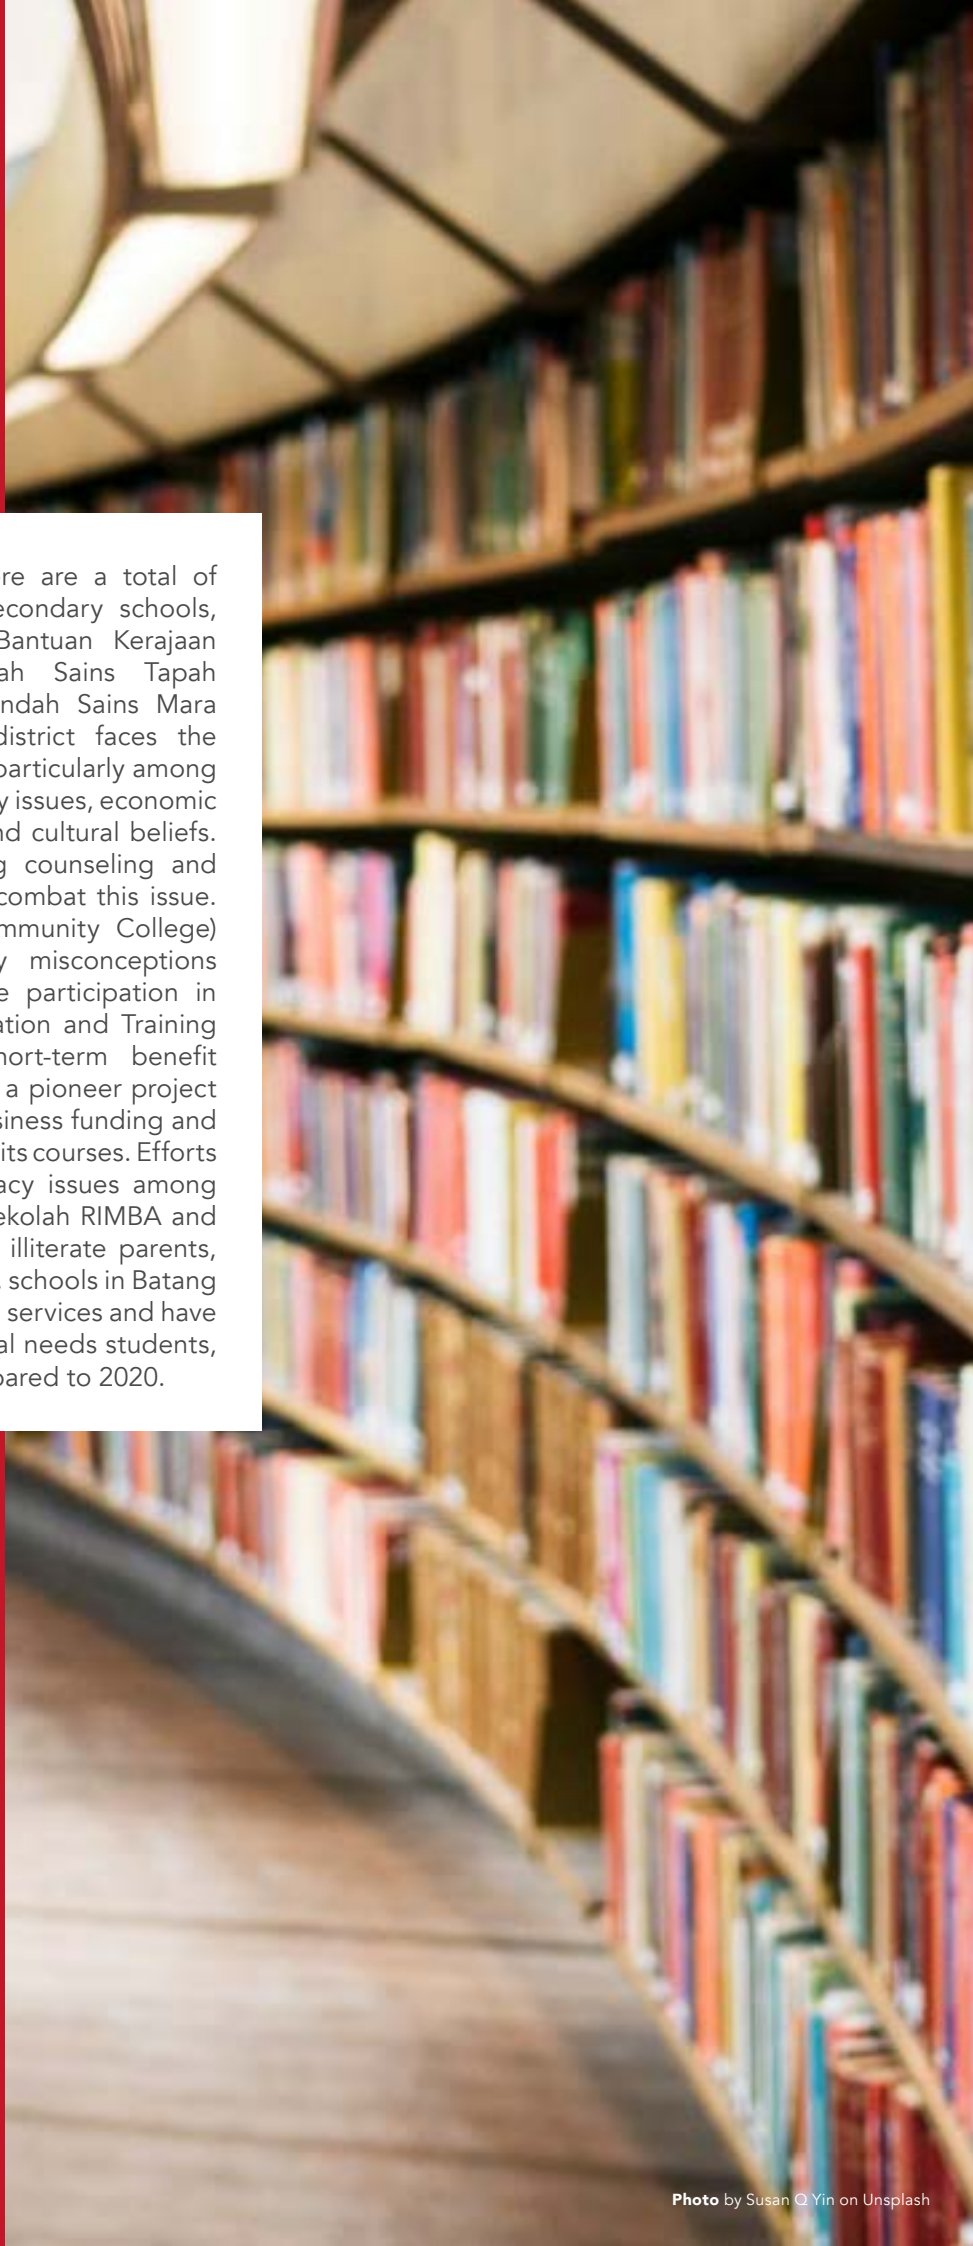 re are a total of
econdary schools,
Bantuan Kerajaan
ah Sains Tapah
ndah Sains Mara
district faces the
particularly among
y issues, economic
nd cultural beliefs.
g counseling and
combat this issue.
mmunity College)
y misconceptions
e participation in
ation and Training
hort-term benefit
a pioneer project
siness funding and
its courses. Efforts
acy issues among
ekolah RIMBA and
illiterate parents,
schools in Batang
services and have
al needs students,
pared to 2020.
Photo by Susan Q Yin on Unsplash